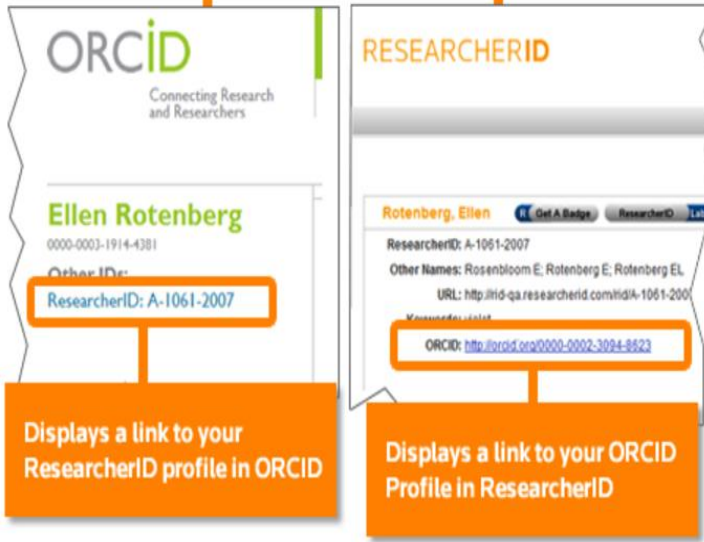 ORCiD
Connecting Research
and Researchers
Ellen Rotenberg
0000-0003-1914-4381
Other IDs:
ResearcherID: A-1061-2007
Displays a link to your
ResearcherID profile in ORCID
RESEARCHERID
Rotenberg, Ellen R Get A Badge ResearcherID Lab
ResearcherID: A-1061-2007
Other Names: Rosenbloom E; Rotenberg E; Rotenberg EL
URL: http://rid-qa.researcherid.com/rid/A-1061-200
Keywords: violet
ORCID: http://orcid.org/0000-0002-3094-8623
Displays a link to your ORCID
Profile in ResearcherID